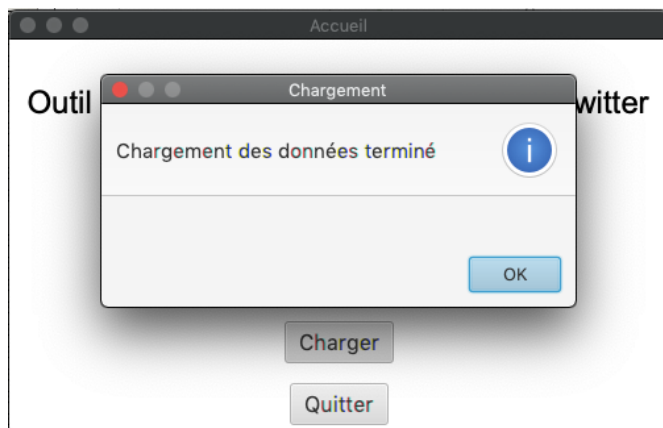 Accueil
Chargement
Outil witter
Chargement des données terminé
i
OK
Charger
Quitter